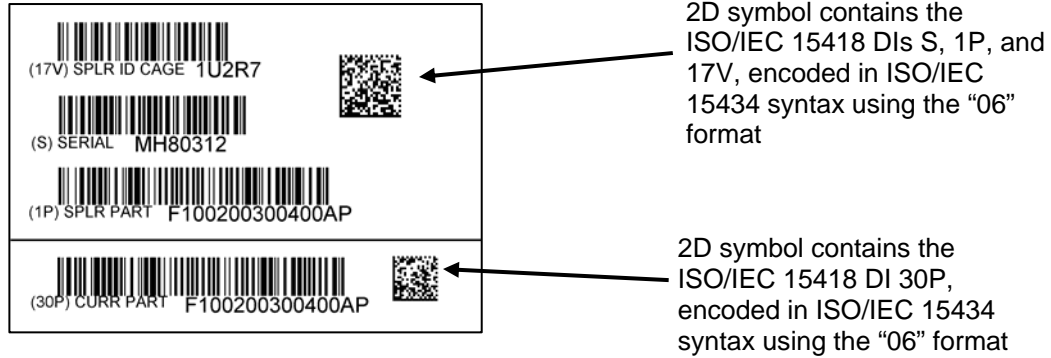 (17V) SPLR ID CAGE 1U2R7
(S) SERIAL MH80312
(1P) SPLR PART F100200300400AP
(30P) CURR PART F100200300400AP
2D symbol contains the
ISO/IEC 15418 DIs S, 1P, and
17V, encoded in ISO/IEC
15434 syntax using the “06”
format
2D symbol contains the
ISO/IEC 15418 DI 30P,
encoded in ISO/IEC 15434
syntax using the “06” format